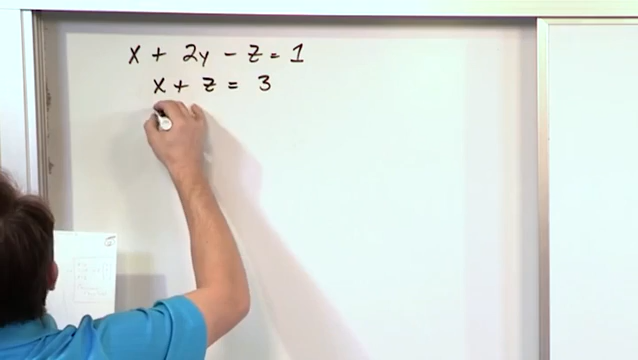 x + 2y - z = 1
x + z = 3